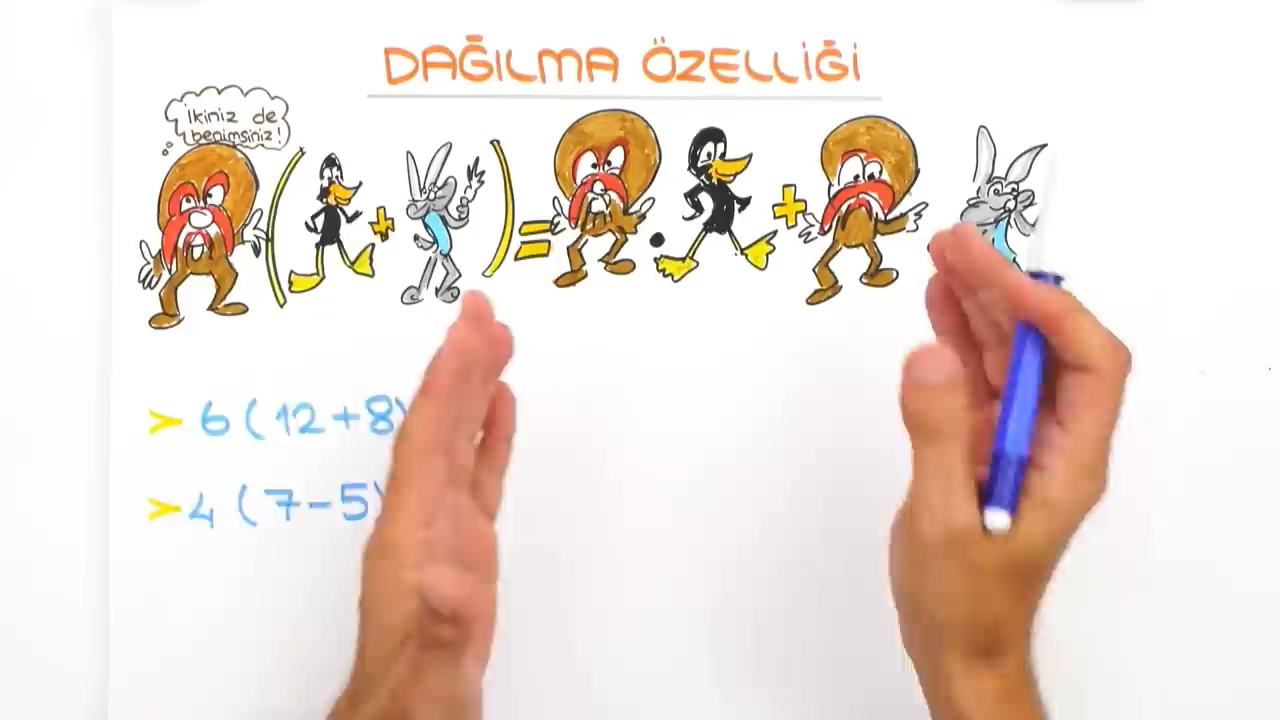 DAĞILMA ÖZELLİĞİ
İkiniz de
benimsiniz!
( + ) = . +
> 6 ( 12 + 8)
> 4 ( 7 - 5)